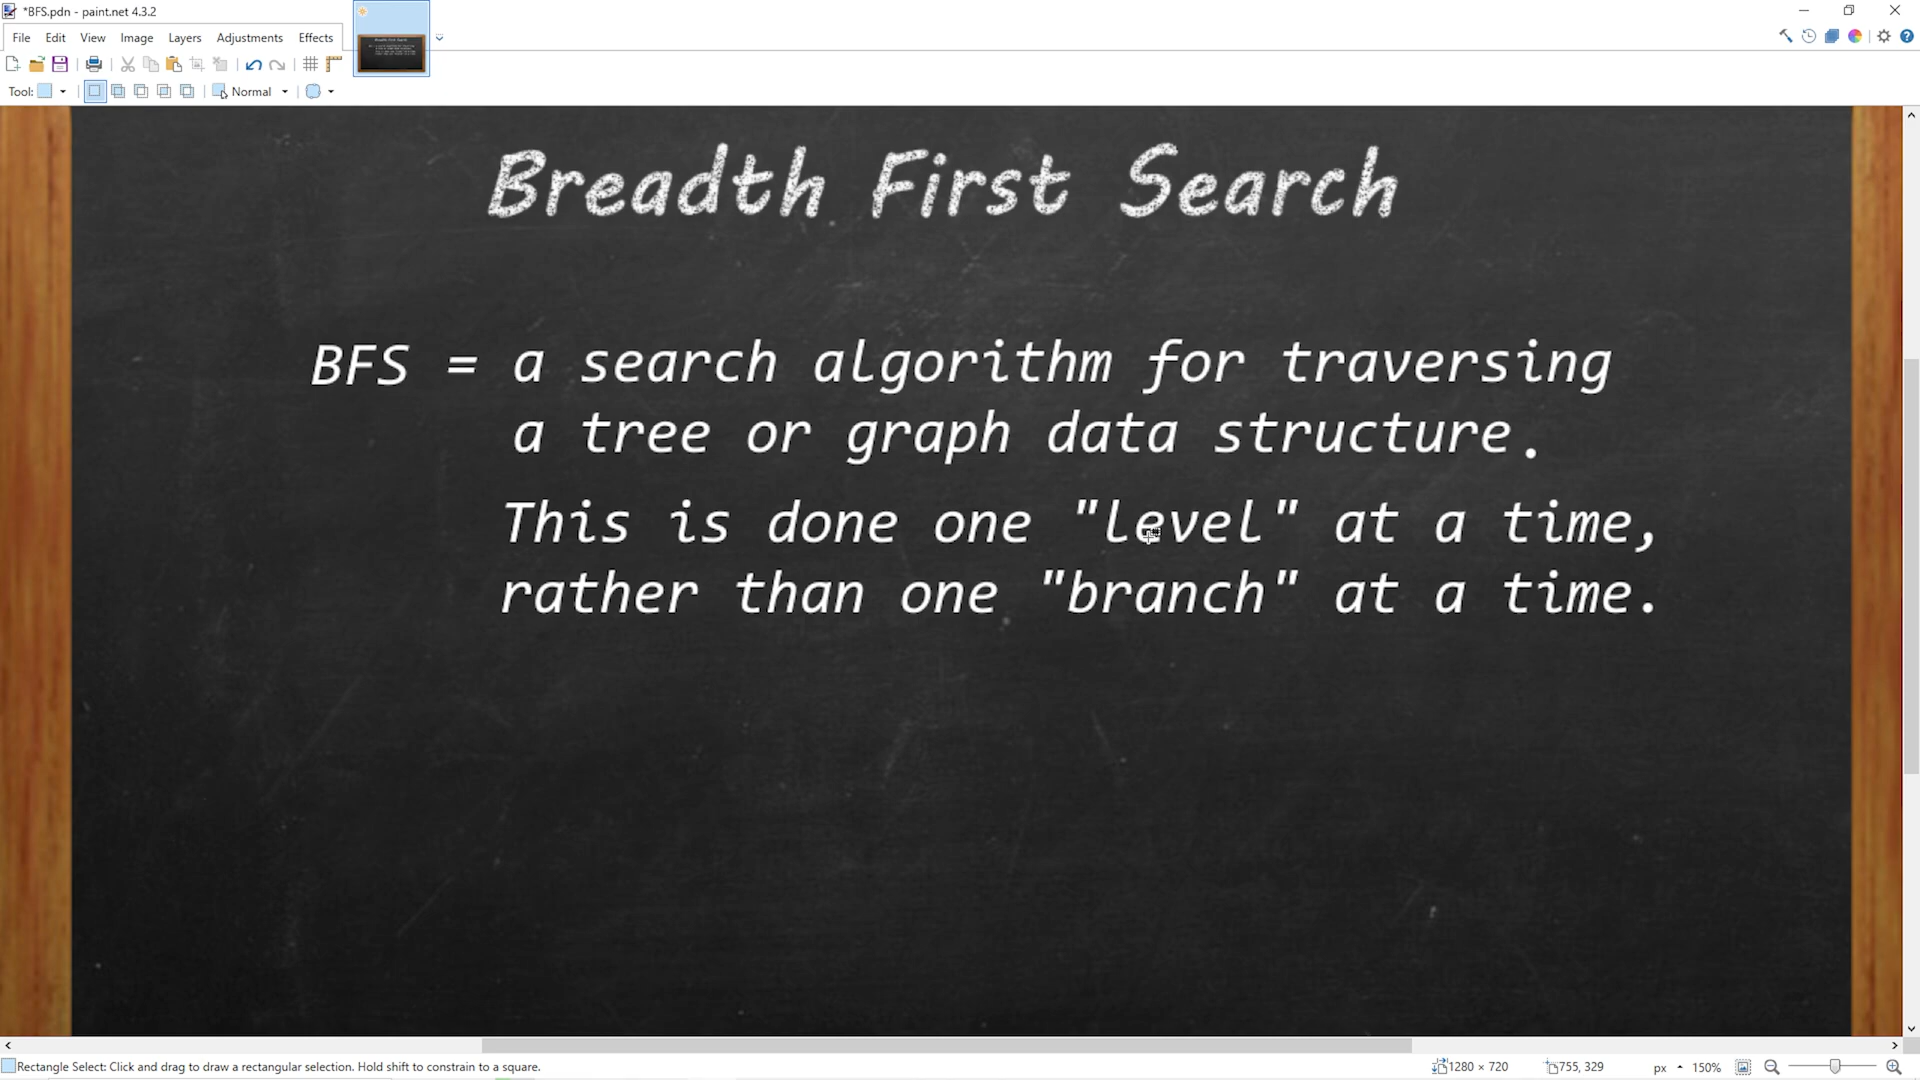 *BFS.pdn - paint.net 4.3.2
File Edit View Image Layers Adjustments Effects
Tool: Normal
Breadth First Search
BFS = a search algorithm for traversing
a tree or graph data structure.
This is done one "level" at a time,
rather than one "branch" at a time.
Rectangle Select: Click and drag to draw a rectangular selection. Hold shift to constrain to a square. 1280 × 720 755, 329 px 150%